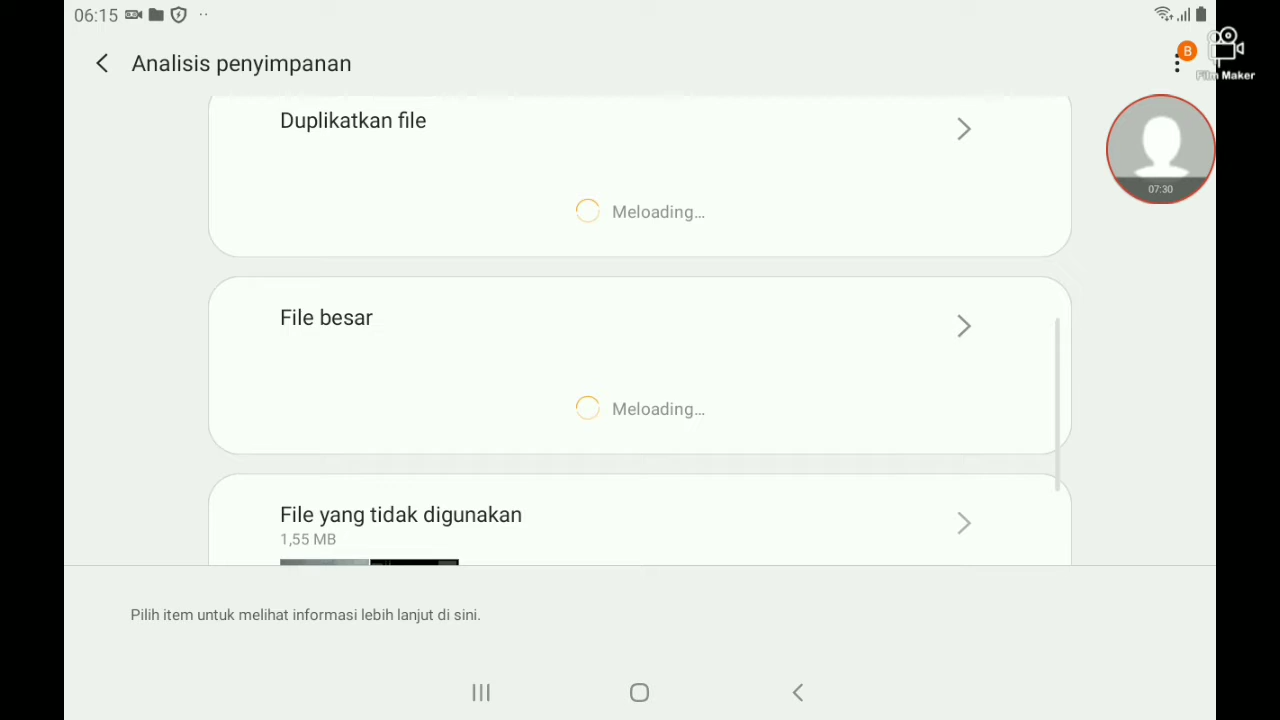 06:15
Analisis penyimpanan
B
Film Maker
Duplikatkan file
07:30
Meloading...
File besar
Meloading...
File yang tidak digunakan
1,55 MB
Pilih item untuk melihat informasi lebih lanjut di sini.